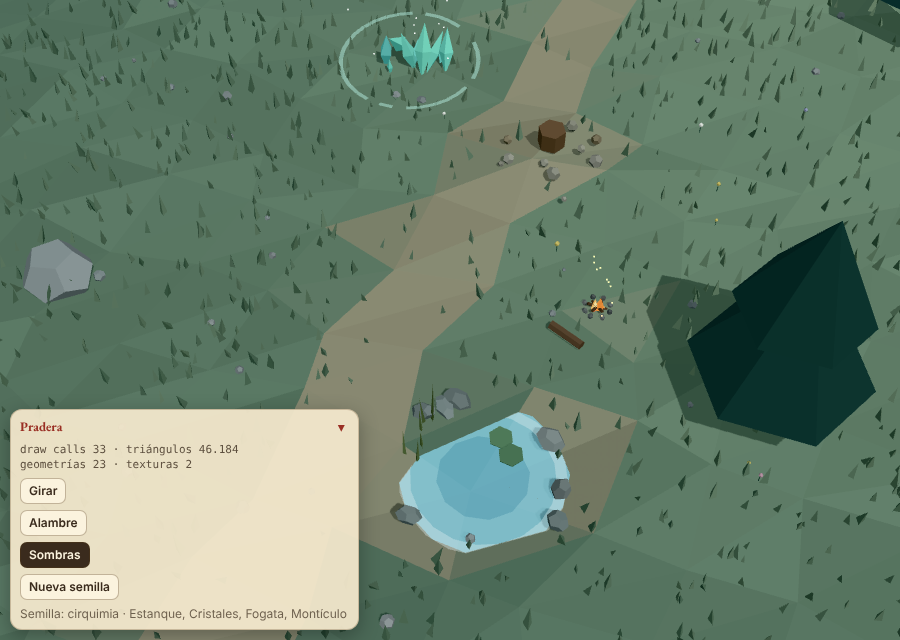 Pradera ▼
draw calls 33 · triángulos 46.184
geometrías 23 · texturas 2
Girar
Alambre
Sombras
Nueva semilla
Semilla: cirquimia · Estanque, Cristales, Fogata, Montículo